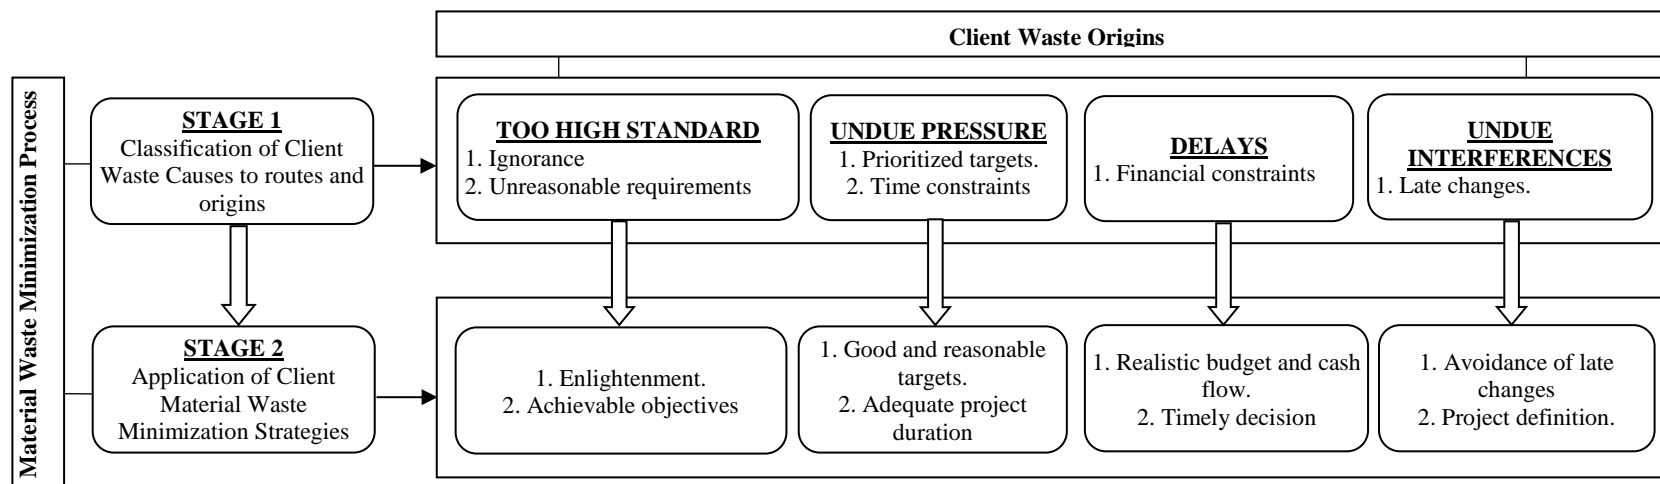 Client Waste Origins
Material Waste Minimization Process
STAGE 1
Classification of Client
Waste Causes to routes and
origins
TOO HIGH STANDARD
1. Ignorance
2. Unreasonable requirements
UNDUE PRESSURE
1. Prioritized targets.
2. Time constraints
DELAYS
1. Financial constraints
UNDUE
INTERFERENCES
1. Late changes.
STAGE 2
Application of Client
Material Waste
Minimization Strategies
1. Enlightenment.
2. Achievable objectives
1. Good and reasonable
targets.
2. Adequate project
duration
1. Realistic budget and cash
flow.
2. Timely decision
1. Avoidance of late
changes
2. Project definition.